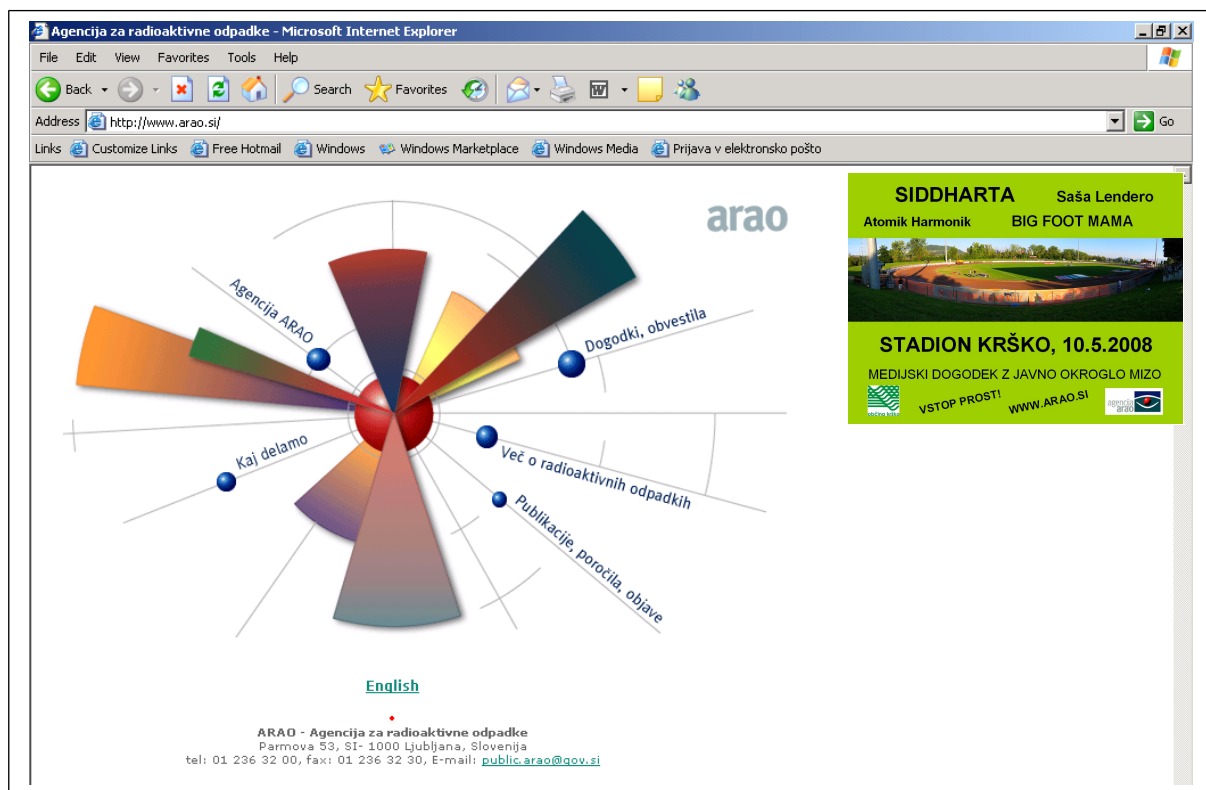 Agencija za radioaktivne odpadke - Microsoft Internet Explorer
File Edit View Favorites Tools Help
Back Search Favorites
Address http://www.arao.si/ Go
Links Customize Links Free Hotmail Windows Windows Marketplace Windows Media Prijava v elektronsko pošto
arao
Agencija ARAO
Dogodki, obvestila
Kaj delamo
Več o radioaktivnih odpadkih
Publikacije, poročila, objave
SIDDHARTA Saša Lendero
Atomik Harmonik BIG FOOT MAMA
STADION KRŠKO, 10.5.2008
MEDIJSKI DOGODEK Z JAVNO OKROGLO MIZO
občina krško VSTOP PROST! WWW.ARAO.SI agencija arao
English
ARAO - Agencija za radioaktivne odpadke
Parmova 53, SI- 1000 Ljubljana, Slovenija
tel: 01 236 32 00, fax: 01 236 32 30, E-mail: public.arao@gov.si